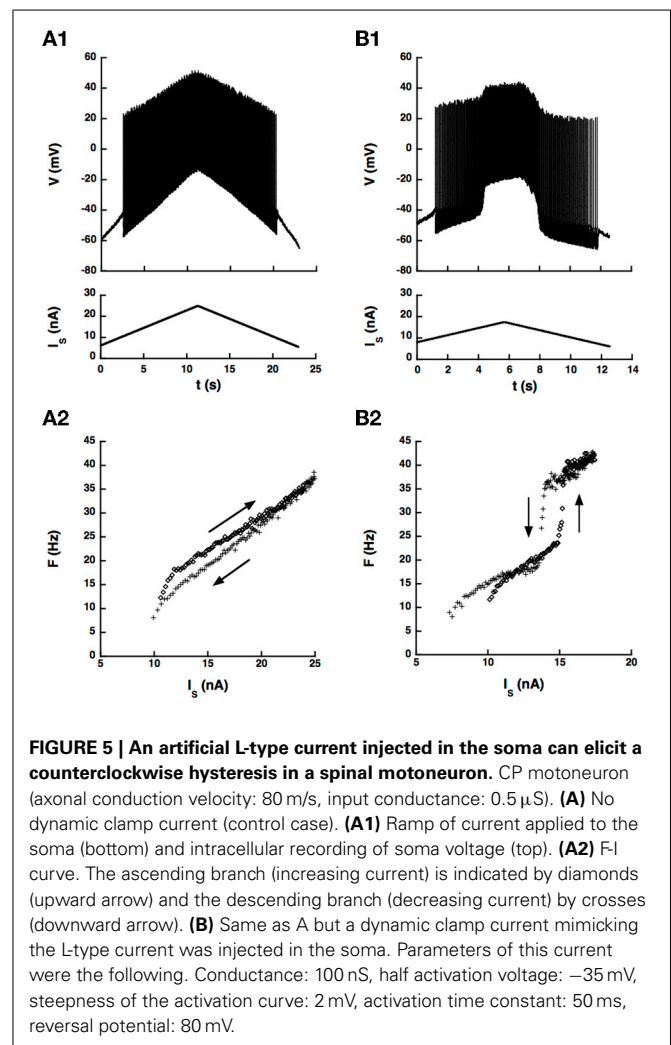 A1
B1
60
40
20
0
-20
-40
-60
-80
V (mV)
60
40
20
0
-20
-40
-60
-80
V (mV)
30
20
10
0
I_S (nA)
0 5 10 15 20 25
t (s)
30
20
10
0
I_S (nA)
0 2 4 6 8 10 12 14
t (s)
A2
B2
45
40
35
30
25
20
15
10
5
0
F (Hz)
5 10 15 20 25
I_S (nA)
45
40
35
30
25
20
15
10
5
0
F (Hz)
5 10 15 20
I_S (nA)
FIGURE 5 | An artificial L-type current injected in the soma can elicit a
counterclockwise hysteresis in a spinal motoneuron. CP motoneuron
(axonal conduction velocity: 80 m/s, input conductance: 0.5 μS). (A) No
dynamic clamp current (control case). (A1) Ramp of current applied to the
soma (bottom) and intracellular recording of soma voltage (top). (A2) F-I
curve. The ascending branch (increasing current) is indicated by diamonds
(upward arrow) and the descending branch (decreasing current) by crosses
(downward arrow). (B) Same as A but a dynamic clamp current mimicking
the L-type current was injected in the soma. Parameters of this current
were the following. Conductance: 100 nS, half activation voltage: −35 mV,
steepness of the activation curve: 2 mV, activation time constant: 50 ms,
reversal potential: 80 mV.